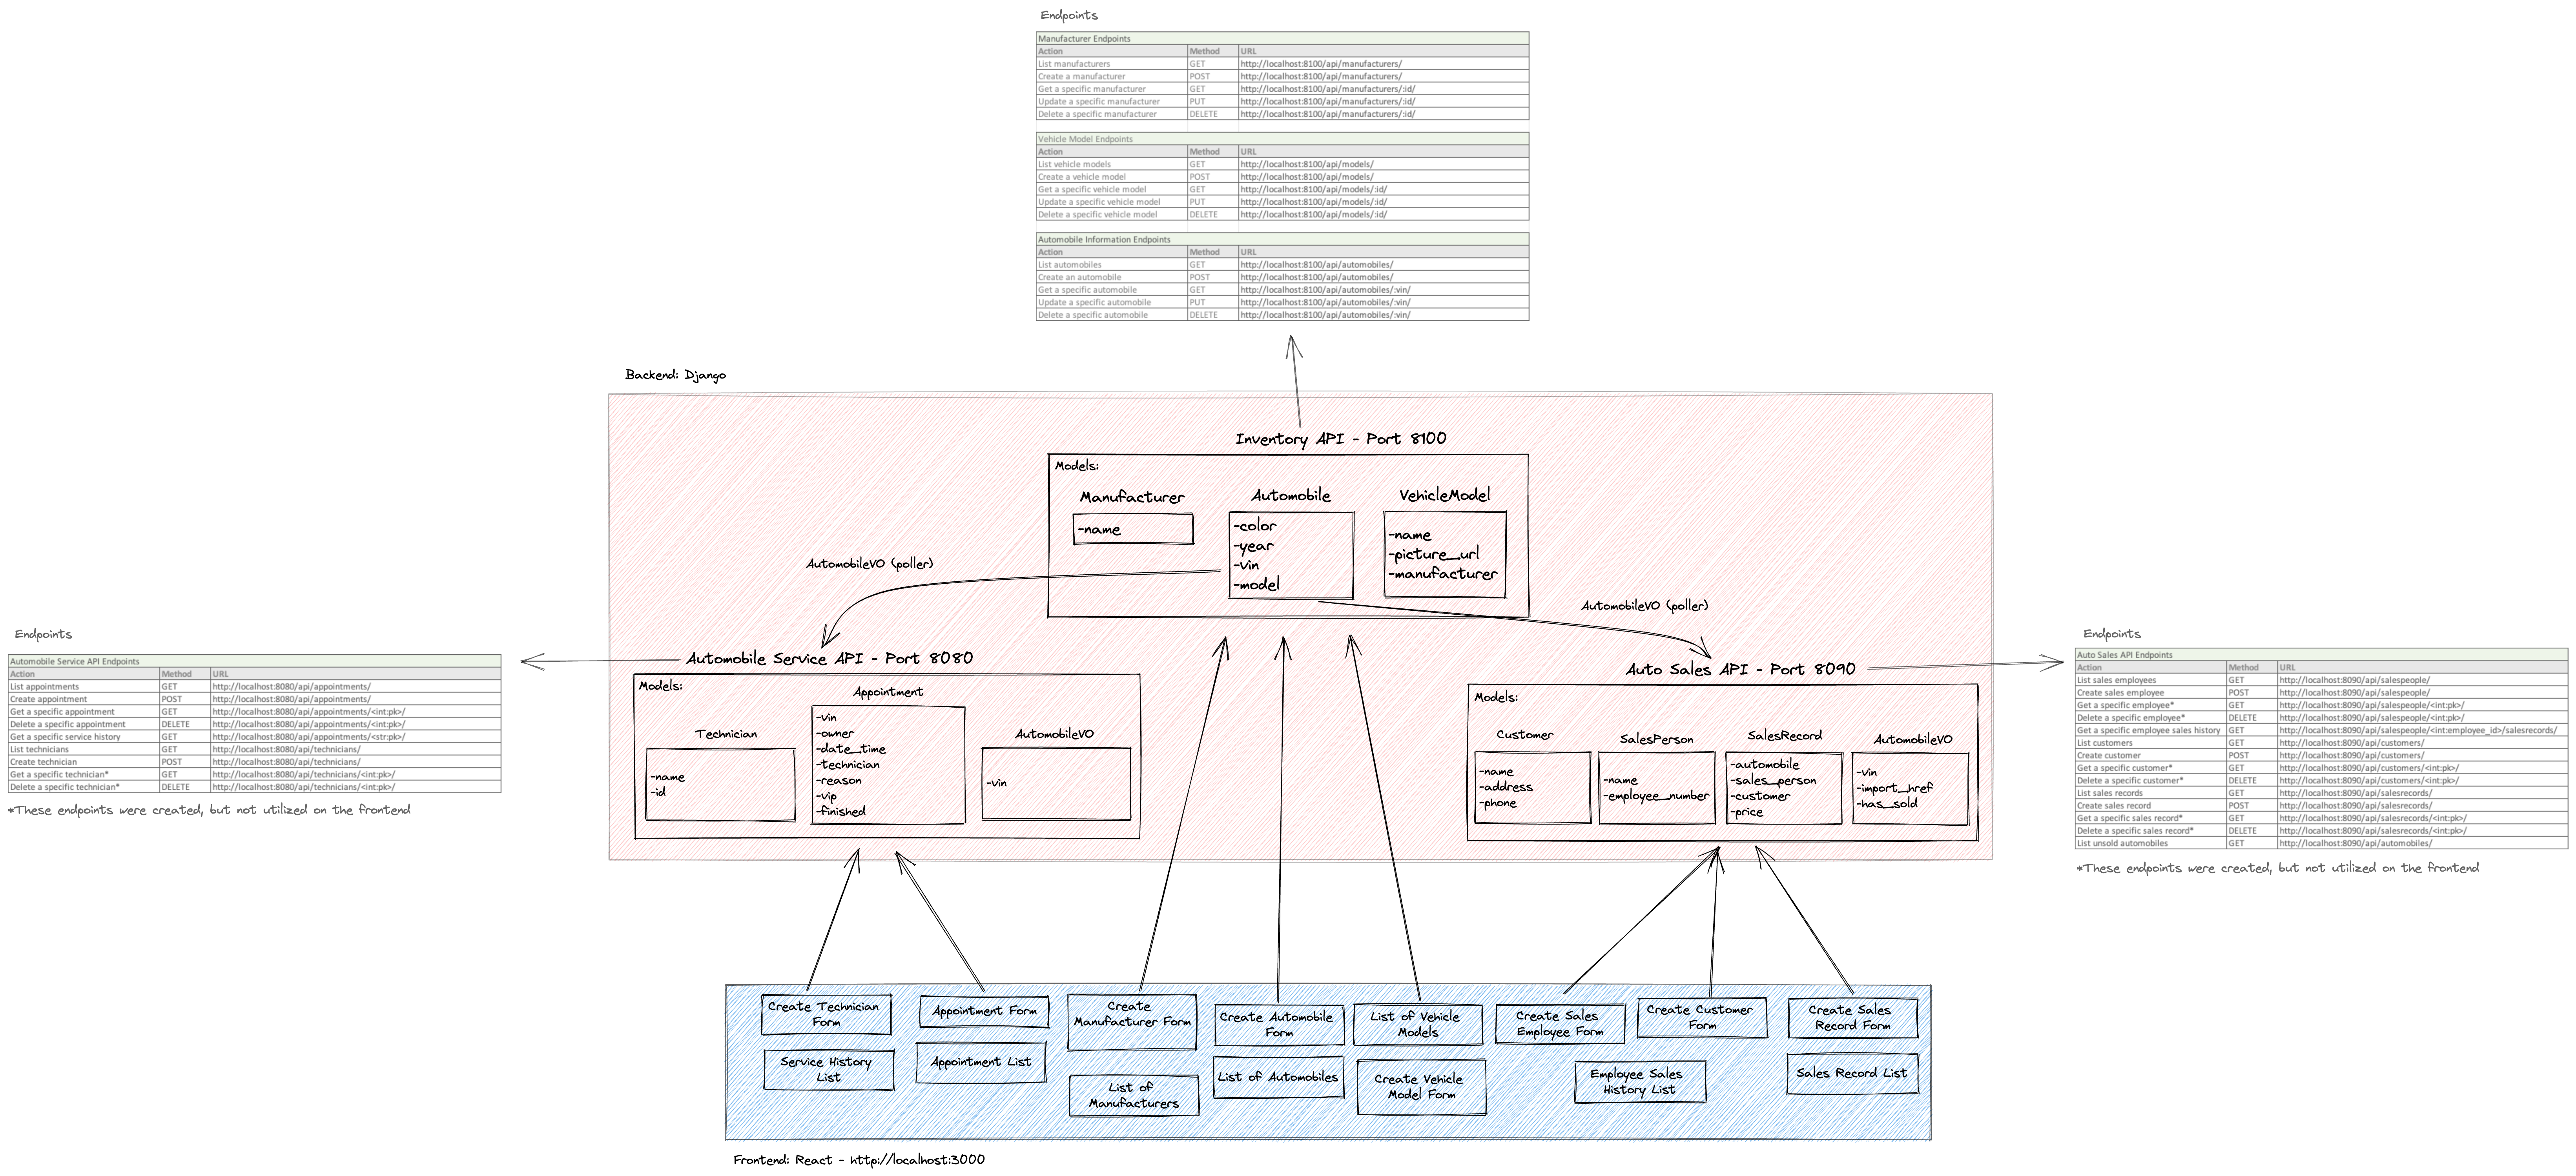 Endpoints
Manufacturer Endpoints
Action Method URL
List manufacturers GET http://localhost:8100/api/manufacturers/
Create a manufacturer POST http://localhost:8100/api/manufacturers/
Get a specific manufacturer GET http://localhost:8100/api/manufacturers/:id/
Update a specific manufacturer PUT http://localhost:8100/api/manufacturers/:id/
Delete a specific manufacturer DELETE http://localhost:8100/api/manufacturers/:id/
Vehicle Model Endpoints
Action Method URL
List vehicle models GET http://localhost:8100/api/models/
Create a vehicle model POST http://localhost:8100/api/models/
Get a specific vehicle model GET http://localhost:8100/api/models/:id/
Update a specific vehicle model PUT http://localhost:8100/api/models/:id/
Delete a specific vehicle model DELETE http://localhost:8100/api/models/:id/
Automobile Information Endpoints
Action Method URL
List automobiles GET http://localhost:8100/api/automobiles/
Create an automobile POST http://localhost:8100/api/automobiles/
Get a specific automobile GET http://localhost:8100/api/automobiles/:vin/
Update a specific automobile PUT http://localhost:8100/api/automobiles/:vin/
Delete a specific automobile DELETE http://localhost:8100/api/automobiles/:vin/
Backend: Django
Inventory API - Port 8100
Models:
Manufacturer
-name
Automobile
-color
-year
-vin
-model
VehicleModel
-name
-picture_url
-manufacturer
AutomobileVO (poller)
AutomobileVO (poller)
Endpoints
Automobile Service API Endpoints
Action Method URL
List appointments GET http://localhost:8080/api/appointments/
Create appointment POST http://localhost:8080/api/appointments/
Get a specific appointment GET http://localhost:8080/api/appointments/<int:pk>/
Delete a specific appointment DELETE http://localhost:8080/api/appointments/<int:pk>/
Get a specific service history GET http://localhost:8080/api/appointments/<str:pk>/
List technicians GET http://localhost:8080/api/technicians/
Create technician POST http://localhost:8080/api/technicians/
Get a specific technician* GET http://localhost:8080/api/technicians/<int:pk>/
Delete a specific technician* DELETE http://localhost:8080/api/technicians/<int:pk>/
*These endpoints were created, but not utilized on the frontend
Automobile Service API - Port 8080
Models:
Technician
-name
-id
Appointment
-vin
-owner
-date_time
-technician
-reason
-vip
-finished
AutomobileVO
-vin
Auto Sales API - Port 8090
Models:
Customer
-name
-address
-phone
SalesPerson
-name
-employee_number
SalesRecord
-automobile
-sales_person
-customer
-price
AutomobileVO
-vin
-import_href
-has_sold
Endpoints
Auto Sales API Endpoints
Action Method URL
List sales employees GET http://localhost:8090/api/salespeople/
Create sales employee POST http://localhost:8090/api/salespeople/
Get a specific employee* GET http://localhost:8090/api/salespeople/<int:pk>/
Delete a specific employee* DELETE http://localhost:8090/api/salespeople/<int:pk>/
Get a specific employee sales history GET http://localhost:8090/api/salespeople/<int:employee_id>/salesrecords/
List customers GET http://localhost:8090/api/customers/
Create customer POST http://localhost:8090/api/customers/
Get a specific customer* GET http://localhost:8090/api/customers/<int:pk>/
Delete a specific customer* DELETE http://localhost:8090/api/customers/<int:pk>/
List sales records GET http://localhost:8090/api/salesrecords/
Create sales record POST http://localhost:8090/api/salesrecords/
Get a specific sales record* GET http://localhost:8090/api/salesrecords/<int:pk>/
Delete a specific sales record* DELETE http://localhost:8090/api/salesrecords/<int:pk>/
List unsold automobiles GET http://localhost:8090/api/automobiles/
*These endpoints were created, but not utilized on the frontend
Create Technician
Form
Appointment Form
Create
Manufacturer Form
Create Automobile
Form
List of Vehicle
Models
Create Sales
Employee Form
Create Customer
Form
Create Sales
Record Form
Service History
List
Appointment List
List of
Manufacturers
List of Automobiles
Create Vehicle
Model Form
Employee Sales
History List
Sales Record List
Frontend: React - http://localhost:3000